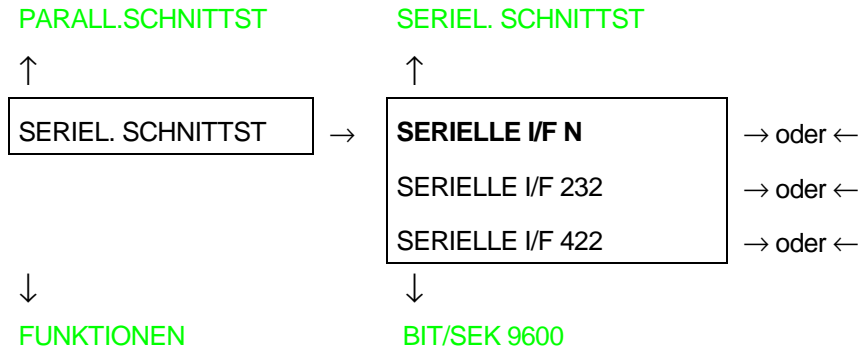 PARALL.SCHNITTST SERIEL. SCHNITTST
↑ ↑
SERIEL. SCHNITTST → SERIELLE I/F N → oder ←
SERIELLE I/F 232 → oder ←
SERIELLE I/F 422 → oder ←
↓ ↓
FUNKTIONEN BIT/SEK 9600